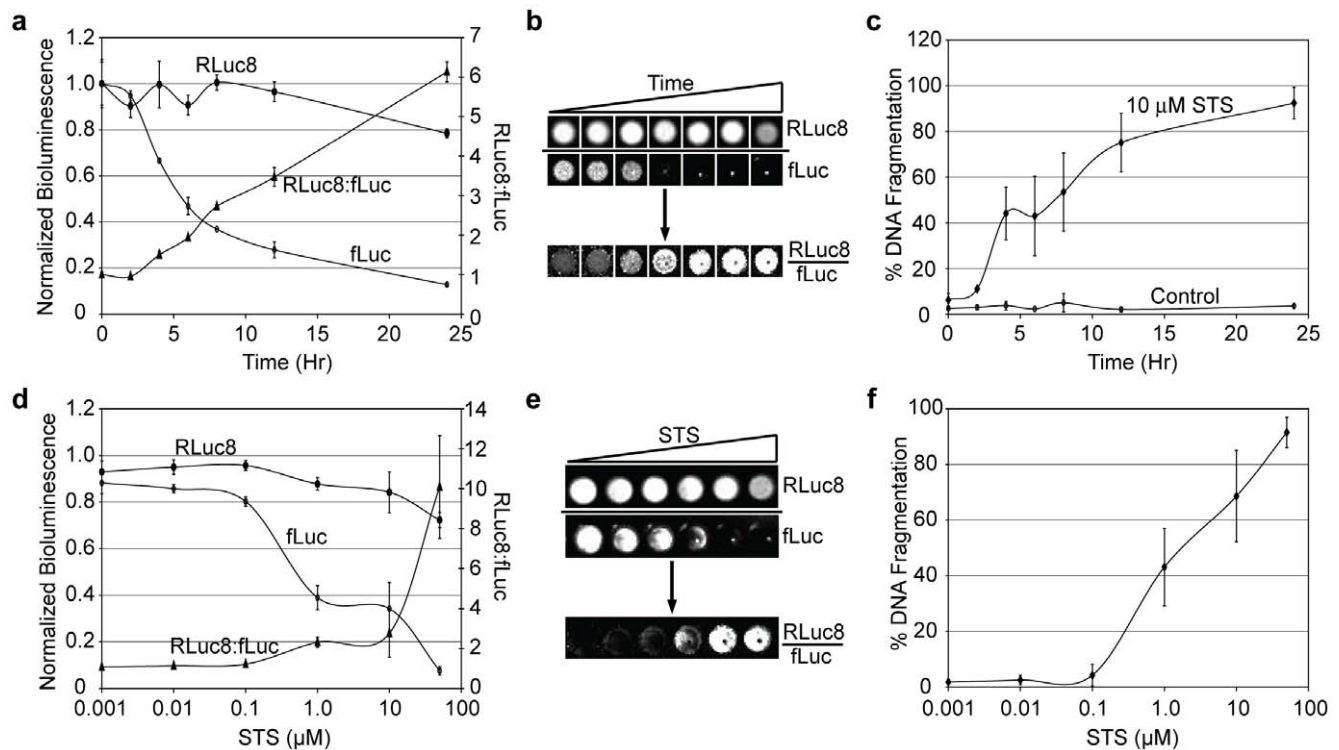 a
Normalized Bioluminescence
1.2
1.0
0.8
0.6
0.4
0.2
0
RLuc8
RLuc8:fLuc
fLuc
6
5
4
3
2
1
0
RLuc8:fLuc
0 5 10 15 20 25
Time (Hr)
b
Time
RLuc8
fLuc
RLuc8
fLuc
c
% DNA Fragmentation
120
100
80
60
40
20
0
10 µM STS
Control
0 5 10 15 20 25
Time (Hr)
d
Normalized Bioluminescence
1.2
1.0
0.8
0.6
0.4
0.2
0
RLuc8
fLuc
RLuc8:fLuc
14
12
10
8
6
4
2
0
RLuc8:fLuc
0.001 0.01 0.1 1.0 10 100
STS (µM)
e
STS
RLuc8
fLuc
RLuc8
fLuc
f
% DNA Fragmentation
100
80
60
40
20
0
0.001 0.01 0.1 1.0 10 100
STS (µM)